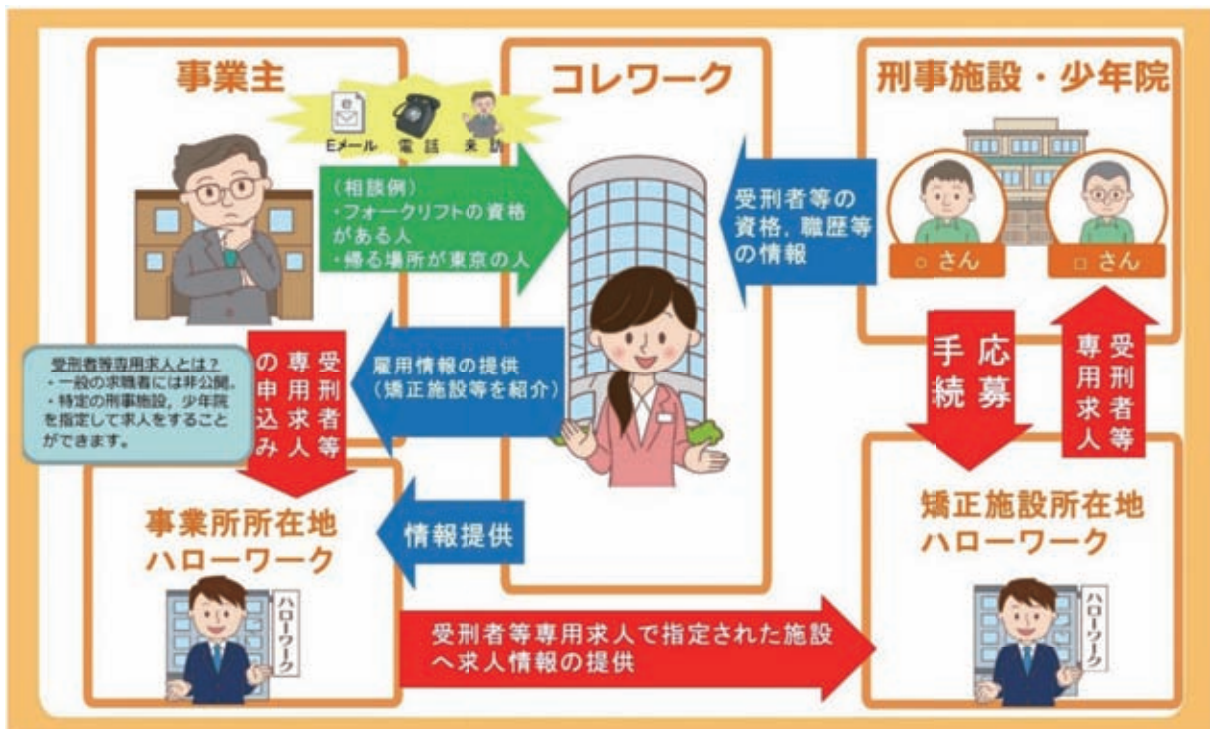 事業主
Eメール 電話 来訪
（相談例）
・フォークリフトの資格
がある人
・帰る場所が東京の人
コレワーク
刑事施設・少年院
○ さん
□ さん
受刑者等の
資格，職歴等
の情報
雇用情報の提供
（矯正施設等を紹介）
受刑者等
専用求人
の申込み
受刑者等専用求人とは？
・一般の求職者には非公開。
・特定の刑事施設，少年院
を指定して求人をすること
ができます。
応募
手続
受刑者等
専用求人
情報提供
事業所所在地
ハローワーク
ハローワーク
受刑者等専用求人で指定された施設
へ求人情報の提供
矯正施設所在地
ハローワーク
ハローワーク